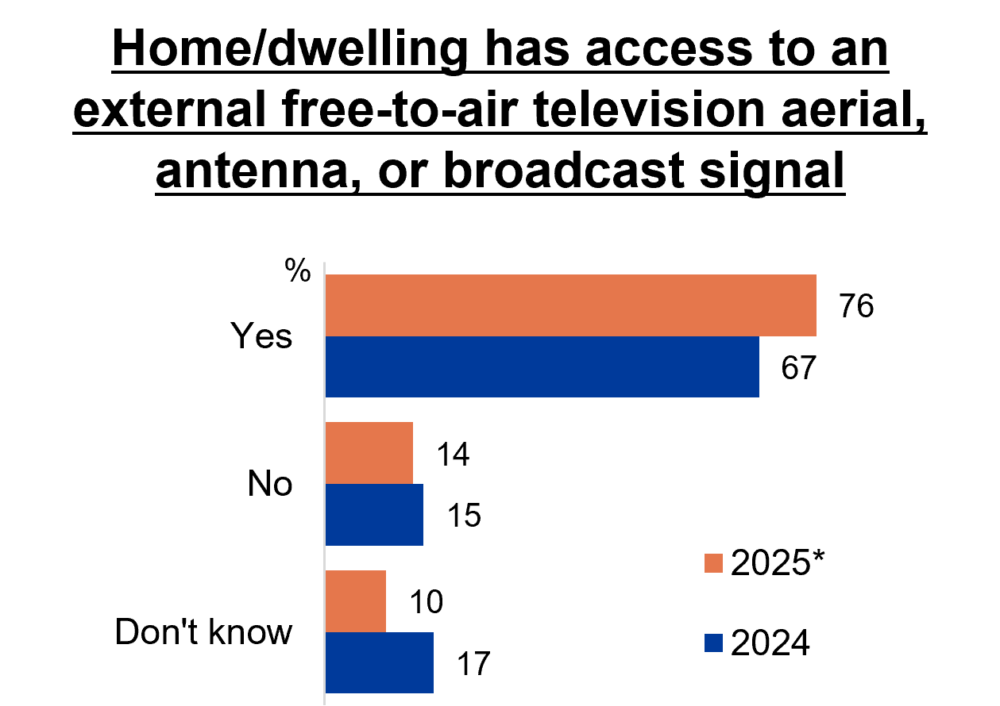 Home/dwelling has access to an
external free-to-air television aerial,
antenna, or broadcast signal
%
Yes
76
67
No
14
15
Don't know
10
17
2025*
2024